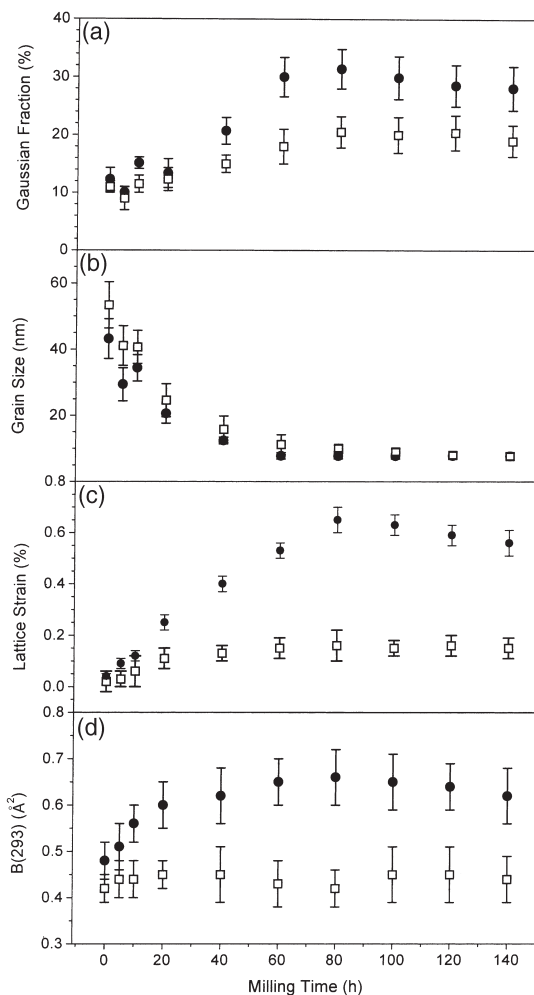 (a)
Gaussian Fraction (%)
40
30
20
10
0
(b)
Grain Size (nm)
60
40
20
0.8
(c)
Lattice Strain (%)
0.6
0.4
0.2
0.0
0.8
(d)
B(293) (Å²)
0.7
0.6
0.5
0.4
0.3
0 20 40 60 80 100 120 140
Milling Time (h)